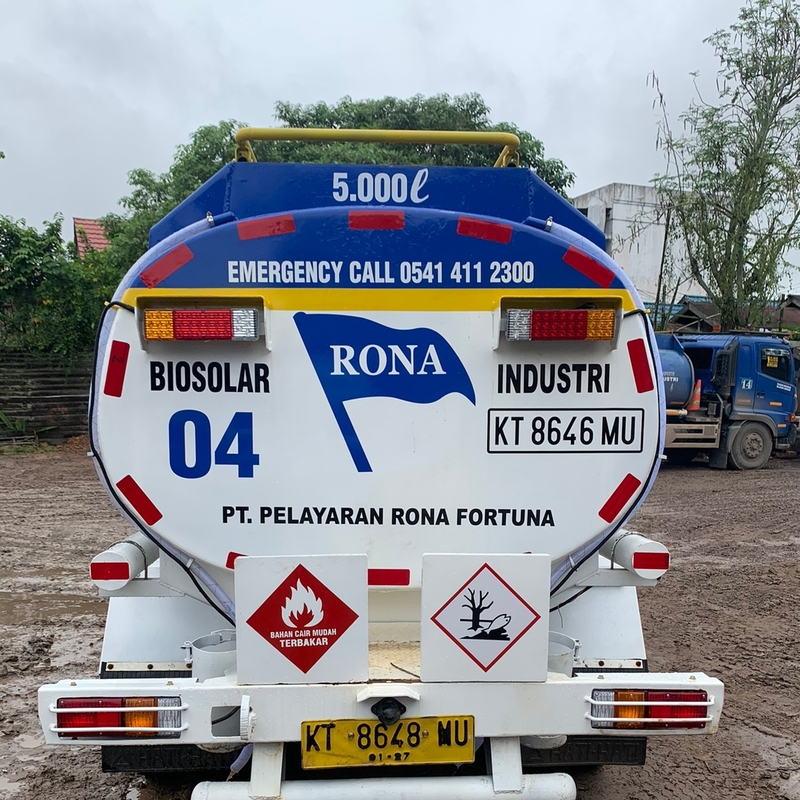 5.000ℓ
EMERGENCY CALL 0541 411 2300
RONA
BIOSOLAR
INDUSTRI
04
KT 8646 MU
PT. PELAYARAN RONA FORTUNA
BAHAN CAIR MUDAH
TERBAKAR
KT 8648 MU
01-27
14